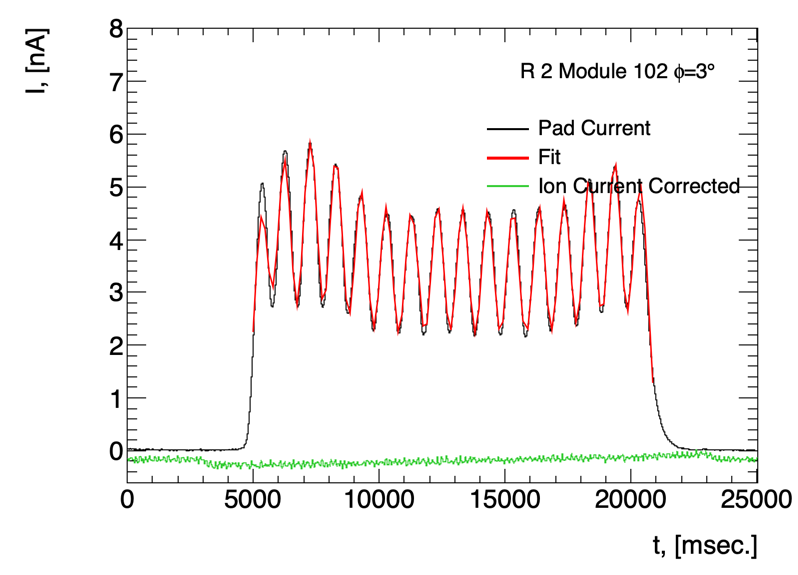 I, [nA]
8
7
6
5
4
3
2
1
0
R 2 Module 102 ϕ=3°
Pad Current
Fit
Ion Current Corrected
0 5000 10000 15000 20000 25000
t, [msec.]